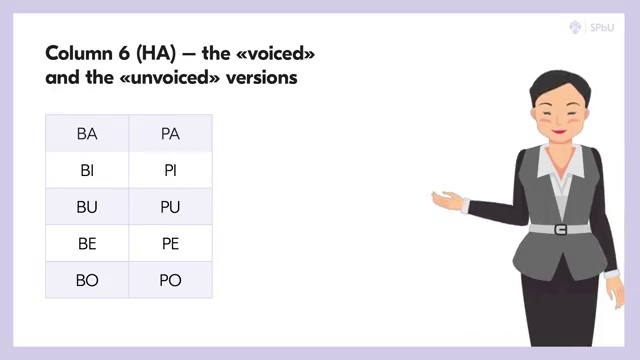 SPbU
Column 6 (HA) – the «voiced»
and the «unvoiced» versions
BA PA
BI PI
BU PU
BE PE
BO PO